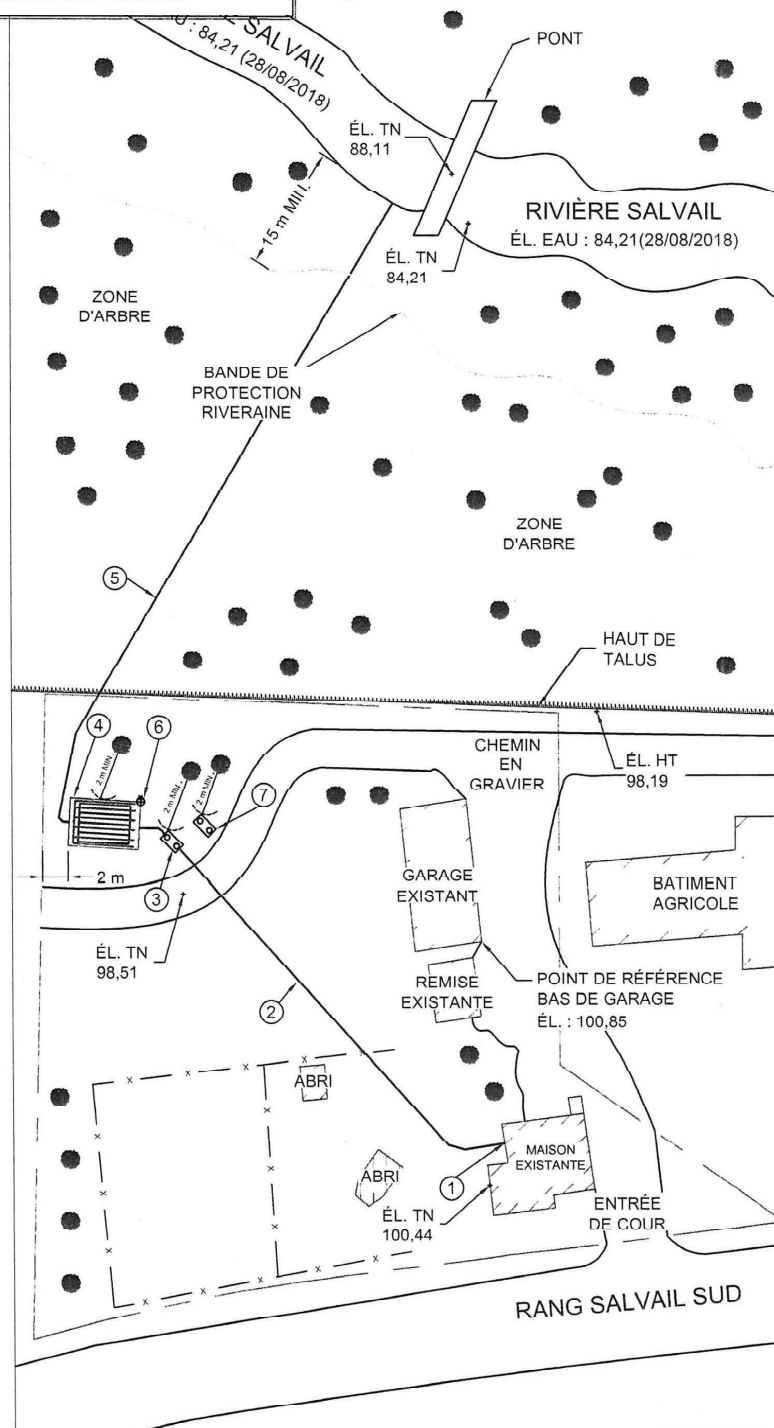 SALVAIL
: 84,21 (28/08/2018)
PONT
ÉL. TN
88,11
15 m MIN.
RIVIÈRE SALVAIL
ÉL. EAU : 84,21(28/08/2018)
ÉL. TN
84,21
ZONE
D'ARBRE
BANDE DE
PROTECTION
RIVERAINE
ZONE
D'ARBRE
5
HAUT DE
TALUS
4
6
2 m MIN.
2 m MIN.
2 m MIN.
7
CHEMIN
EN
GRAVIER
ÉL. HT
98,19
2 m
3
GARAGE
EXISTANT
BATIMENT
AGRICOLE
ÉL. TN
98,51
2
REMISE
EXISTANTE
POINT DE RÉFÉRENCE
BAS DE GARAGE
ÉL. : 100,85
ABRI
ABRI
1
MAISON
EXISTANTE
ÉL. TN
100,44
ENTRÉE
DE COUR
RANG SALVAIL SUD